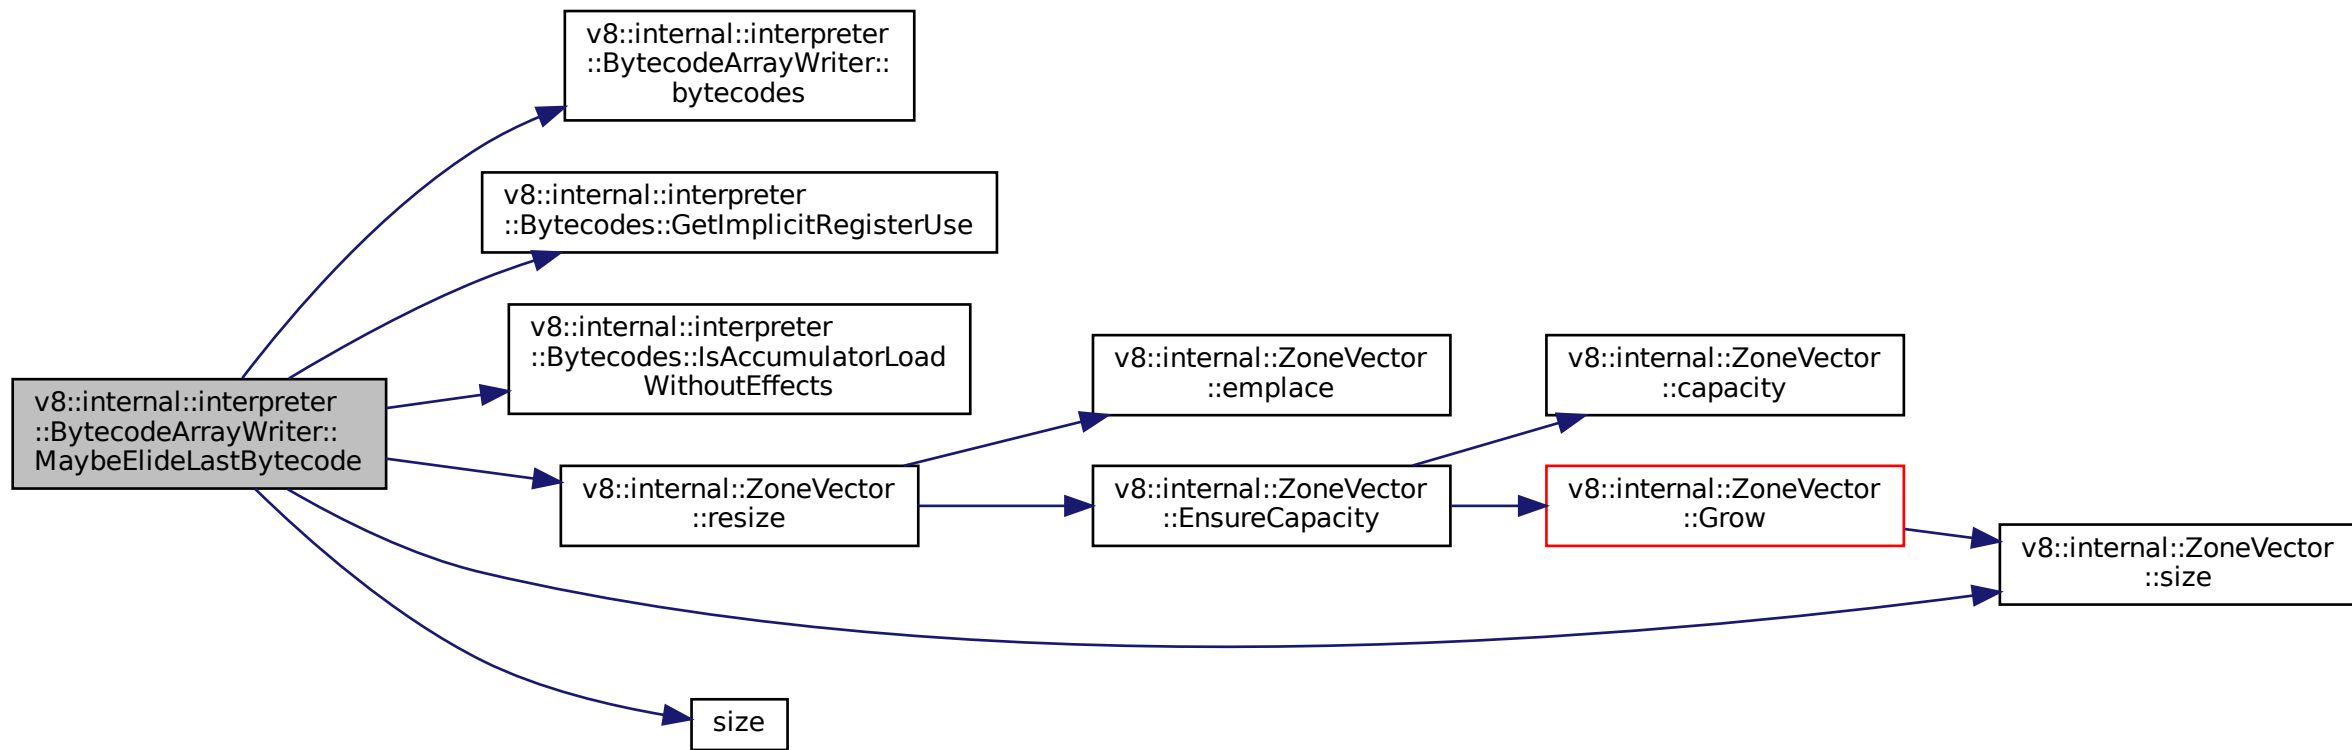 v8::internal::interpreter
::BytecodeArrayWriter::
MaybeElideLastBytecode
v8::internal::interpreter
::BytecodeArrayWriter::
bytecodes
v8::internal::interpreter
::Bytecodes::GetImplicitRegisterUse
v8::internal::interpreter
::Bytecodes::IsAccumulatorLoad
WithoutEffects
v8::internal::ZoneVector
::resize
v8::internal::ZoneVector
::emplace
v8::internal::ZoneVector
::EnsureCapacity
v8::internal::ZoneVector
::capacity
v8::internal::ZoneVector
::Grow
v8::internal::ZoneVector
::size
size